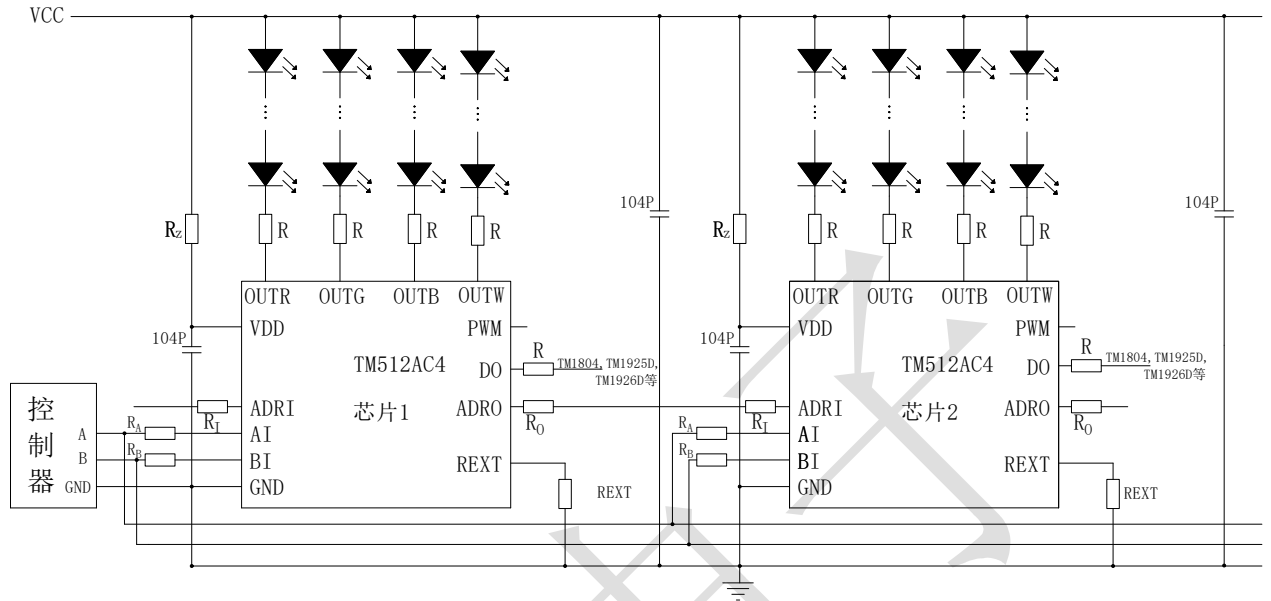 VCC
104P
104P
Rz
R
R
R
R
Rz
R
R
R
R
OUTR OUTG OUTB OUTW
OUTR OUTG OUTB OUTW
104P
VDD
PWM
104P
VDD
PWM
TM512AC4
DO
R
TM1804, TM1925D,
TM1926D等
TM512AC4
DO
R
TM1804, TM1925D,
TM1926D等
控制器
A
B
GND
ADRI
RI
芯片1
ADRO
RO
ADRI
RI
芯片2
ADRO
RO
RA
AI
RB
BI
GND
REXT
REXT
RA
AI
RB
BI
GND
REXT
REXT